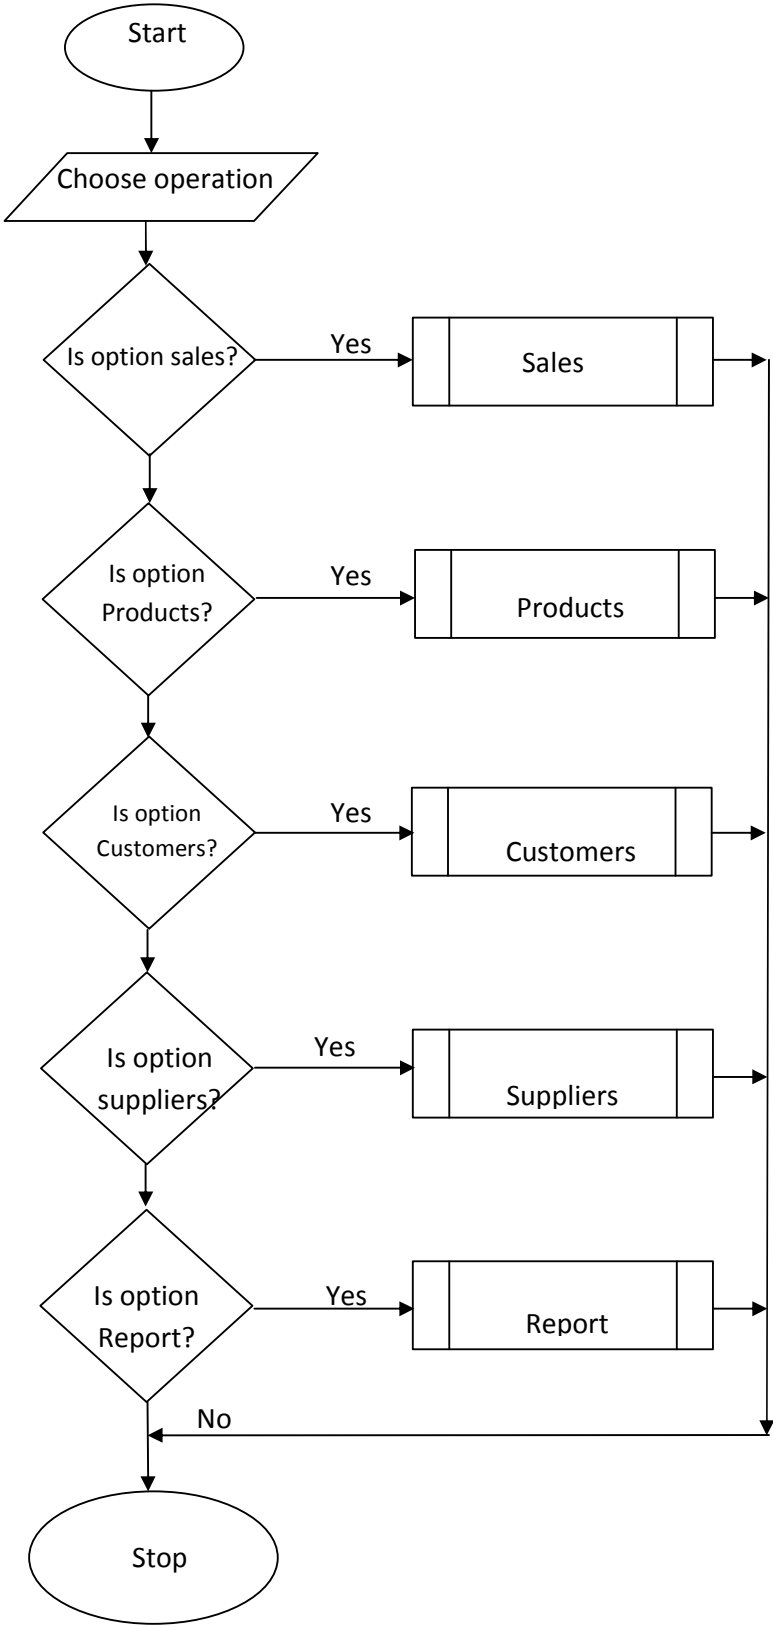 Start
Choose operation
Is option sales?
Yes
Sales
Is option
Products?
Yes
Products
Is option
Customers?
Yes
Customers
Is option
suppliers?
Yes
Suppliers
Is option
Report?
Yes
Report
No
Stop